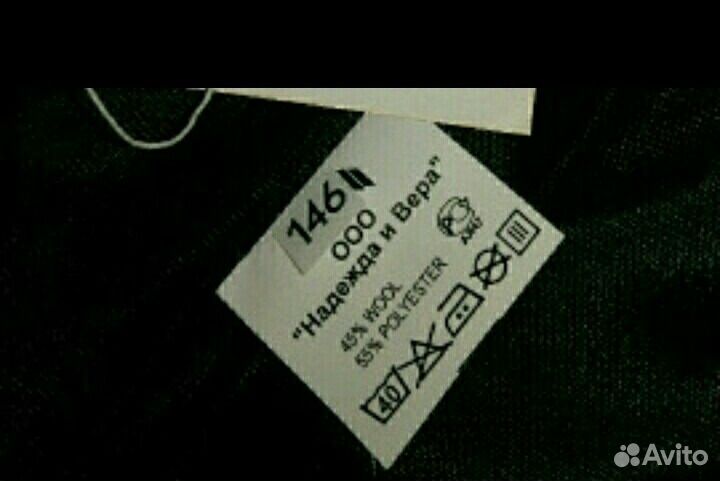 146
ООО
"Надежда и Вера"
45% WOOL
55% POLYESTER
40
Avito